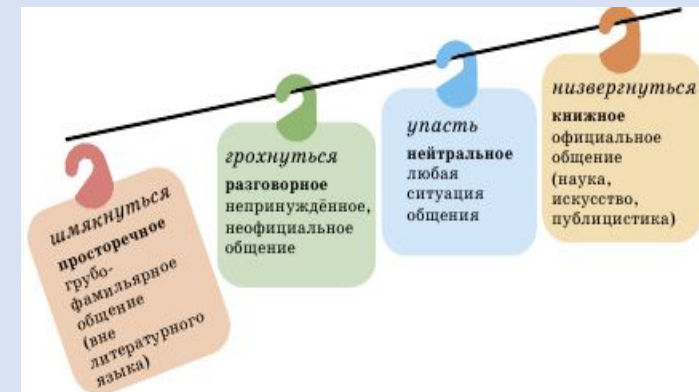 шмякнуться
просторечное
грубо-
фамильярное
общение
(вне
литературного
языка)
грохнуться
разговорное
непринуждённое,
неофициальное
общение
упасть
нейтральное
любая
ситуация
общения
низвергнуться
книжное
официальное
общение
(наука,
искусство,
публицистика)